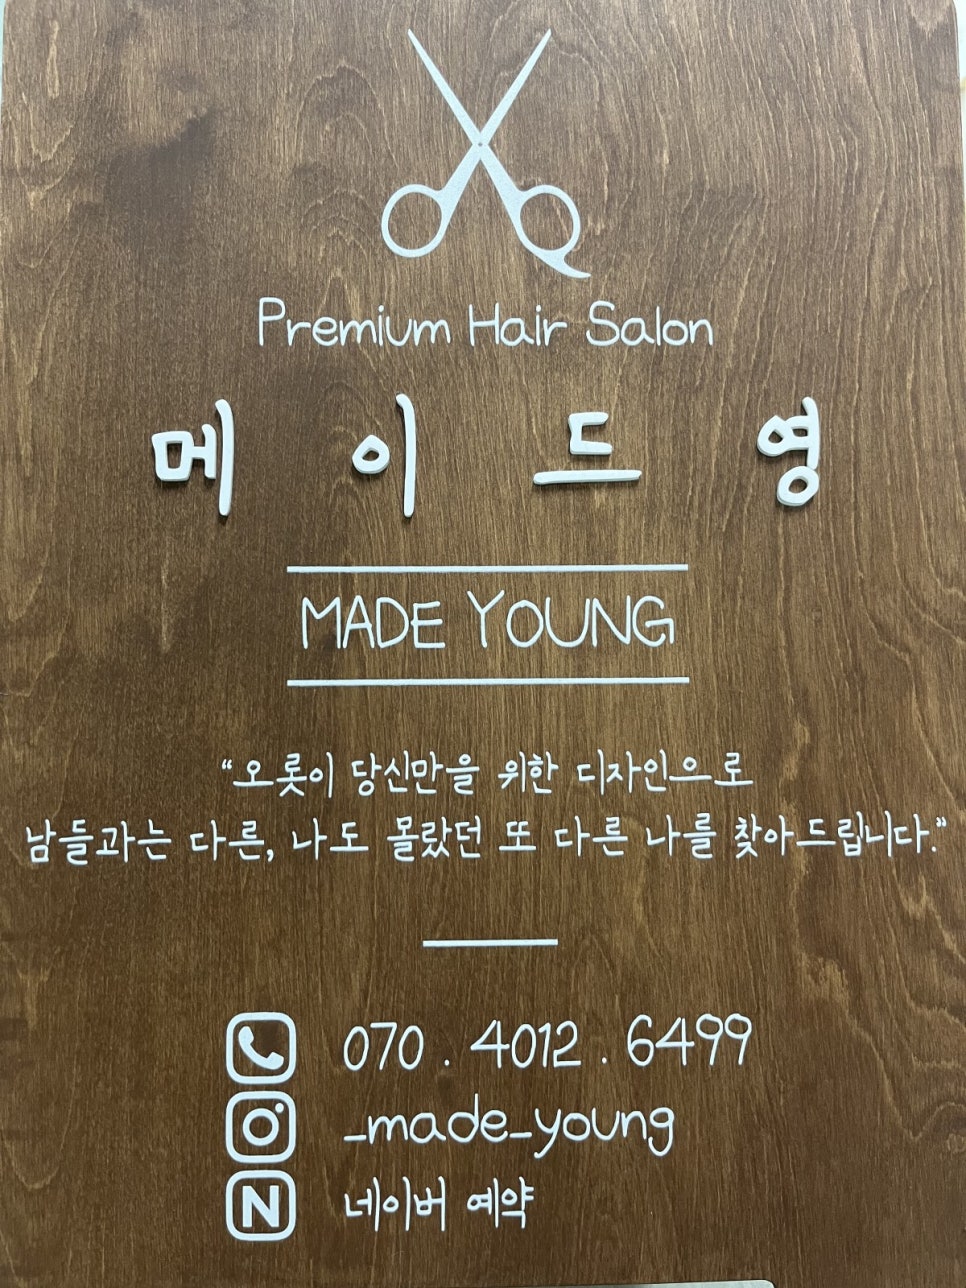 Premium Hair Salon
메이드영
MADE YOUNG
“오롯이 당신만을 위한 디자인으로
남들과는 다른, 나도 몰랐던 또 다른 나를 찾아드립니다.”
070 . 4012 . 6499
_made_young
N
네이버 예약